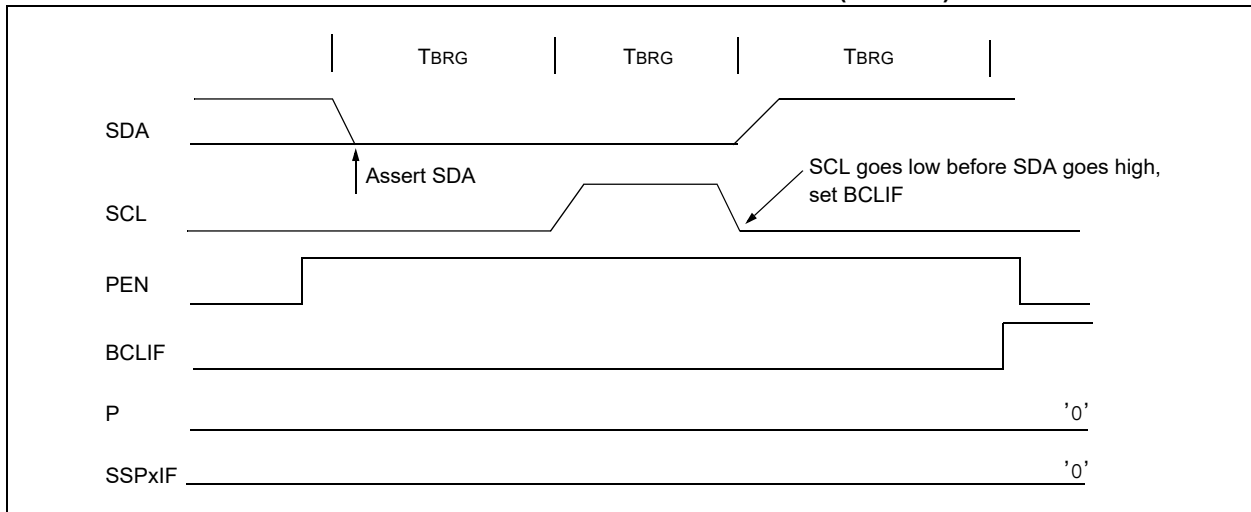 TBRG TBRG TBRG
SDA
Assert SDA
SCL goes low before SDA goes high,
set BCLIF
SCL
PEN
BCLIF
P
'0'
SSPxIF
'0'